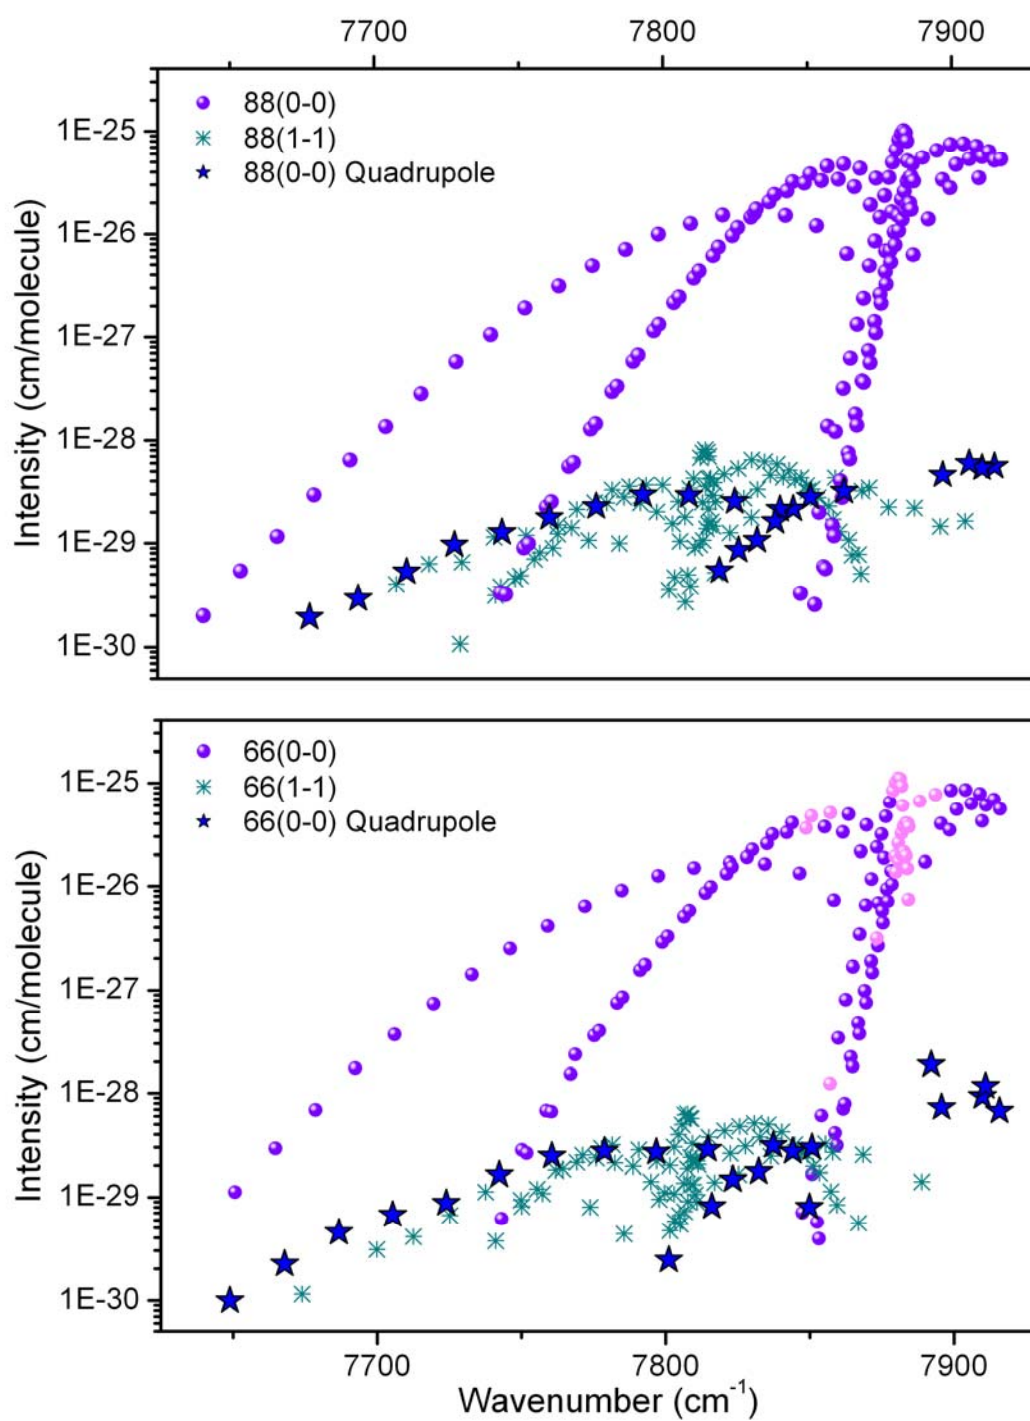 7700 7800 7900
88(0-0)
88(1-1)
88(0-0) Quadrupole
1E-25
1E-26
1E-27
1E-28
1E-29
1E-30
Intensity (cm/molecule)
66(0-0)
66(1-1)
66(0-0) Quadrupole
1E-25
1E-26
1E-27
1E-28
1E-29
1E-30
Intensity (cm/molecule)
7700 7800 7900
Wavenumber (cm⁻¹)